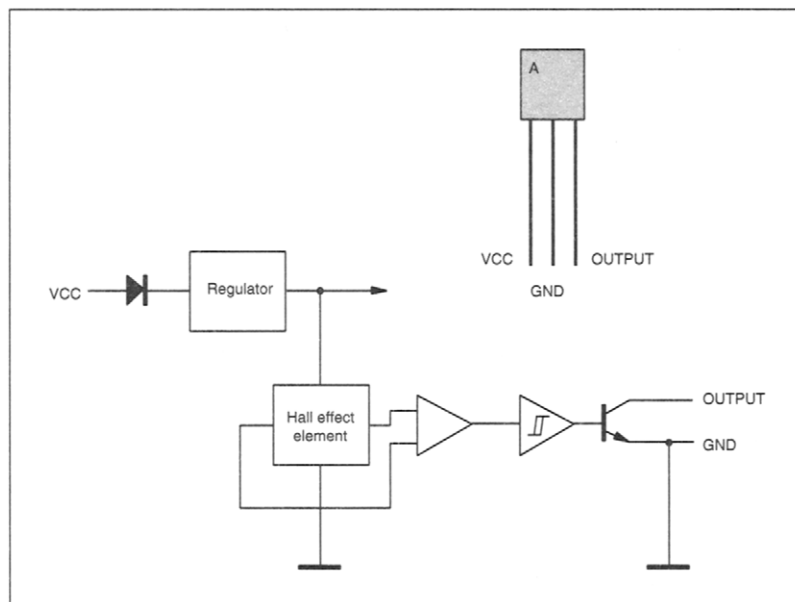 A
VCC
OUTPUT
GND
VCC
Regulator
Hall effect
element
OUTPUT
GND